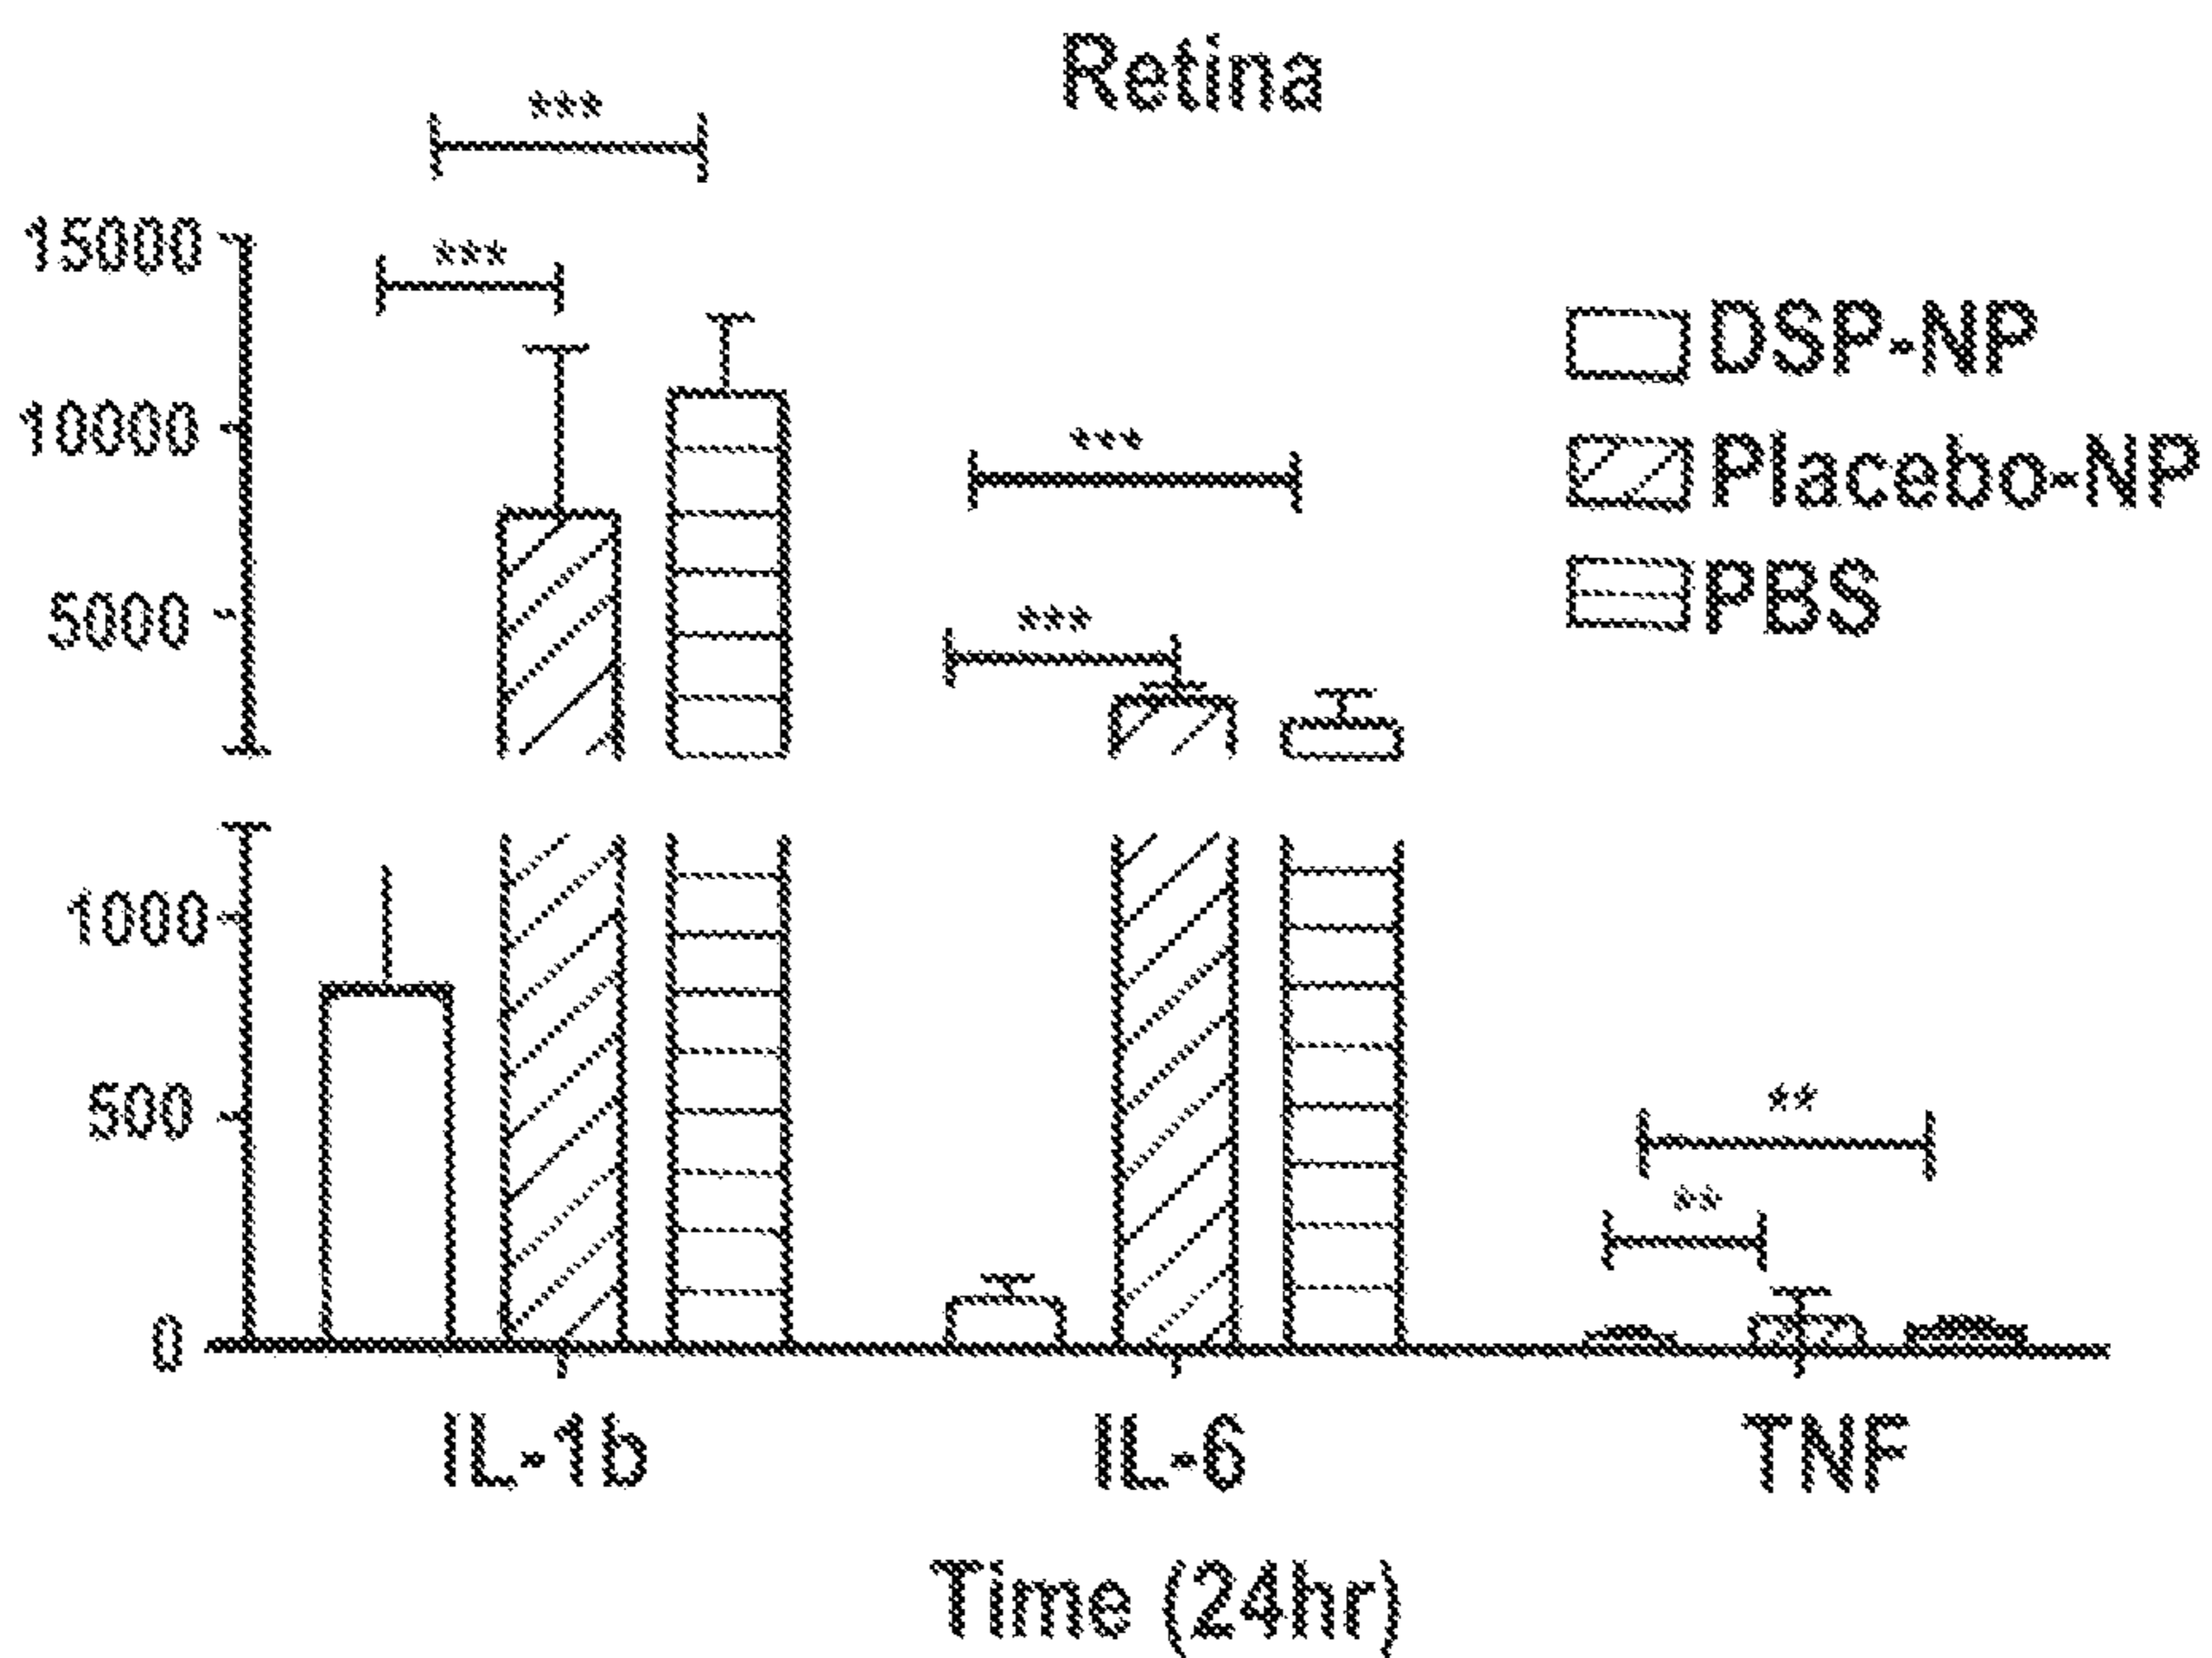 Retina
***
15000
***
DSP-NP
10000
***
Placebo-NP
5000
***
PBS
1000
500
**
**
0
IL-1b
IL-6
TNF
Time (24hr)